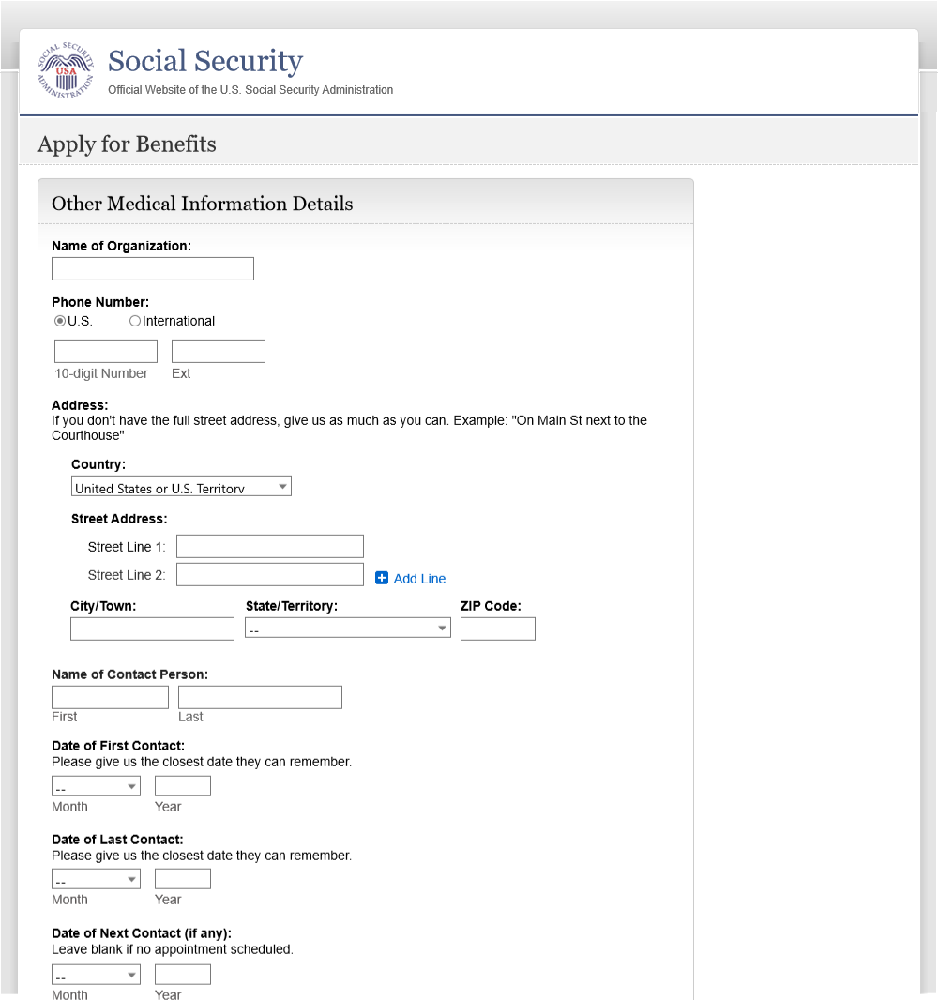 SOCIAL SECURITY ADMINISTRATION
USA
Social Security
Official Website of the U.S. Social Security Administration
Apply for Benefits
Other Medical Information Details
Name of Organization:
Phone Number:
U.S. International
10-digit Number Ext
Address:
If you don't have the full street address, give us as much as you can. Example: "On Main St next to the
Courthouse"
Country:
United States or U.S. Territory
Street Address:
Street Line 1:
Street Line 2: Add Line
City/Town: State/Territory: ZIP Code:
--
Name of Contact Person:
First Last
Date of First Contact:
Please give us the closest date they can remember.
--
Month Year
Date of Last Contact:
Please give us the closest date they can remember.
--
Month Year
Date of Next Contact (if any):
Leave blank if no appointment scheduled.
--
Month Year